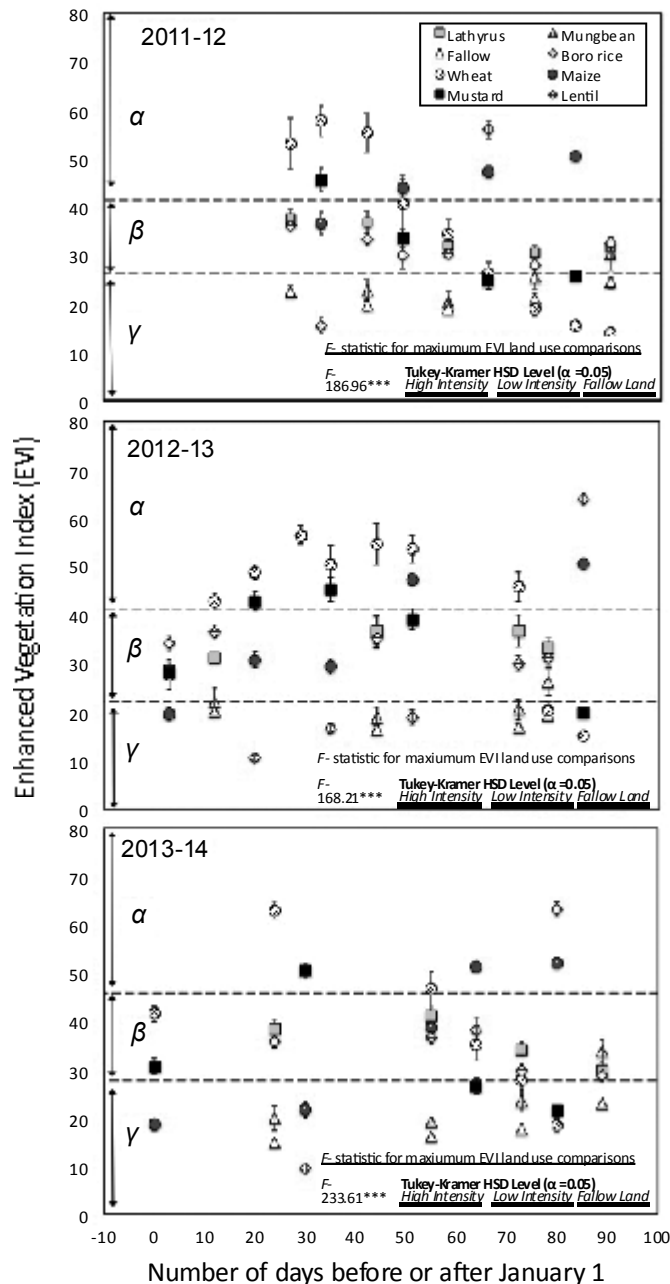 Enhanced Vegetation Index (EVI)
80
70
60
50
40
30
20
10
0
2011-12
α
β
γ
Lathyrus
Mungbean
Fallow
Boro rice
Wheat
Maize
Mustard
Lentil
F- statistic for maxiumum EVI land use comparisons
F-
186.96***
Tukey-Kramer HSD Level (α =0.05)
High Intensity Low Intensity Fallow Land
80
70
60
50
40
30
20
10
0
2012-13
α
β
γ
F- statistic for maxiumum EVI land use comparisons
F-
168.21***
Tukey-Kramer HSD Level (α =0.05)
High Intensity Low Intensity Fallow Land
80
70
60
50
40
30
20
10
0
2013-14
α
β
γ
F- statistic for maxiumum EVI land use comparisons
F-
233.61***
Tukey-Kramer HSD Level (α =0.05)
High Intensity Low Intensity Fallow Land
-10 0 10 20 30 40 50 60 70 80 90 100
Number of days before or after January 1